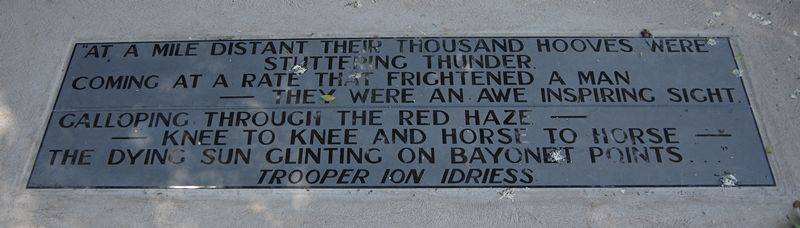 "AT A MILE DISTANT THEIR THOUSAND HOOVES WERE
STUTTERING THUNDER.
COMING AT A RATE THAT FRIGHTENED A MAN
— THEY WERE AN AWE INSPIRING SIGHT.
GALLOPING THROUGH THE RED HAZE —
— KNEE TO KNEE AND HORSE TO HORSE —
THE DYING SUN GLINTING ON BAYONET POINTS..."
TROOPER ION IDRIESS